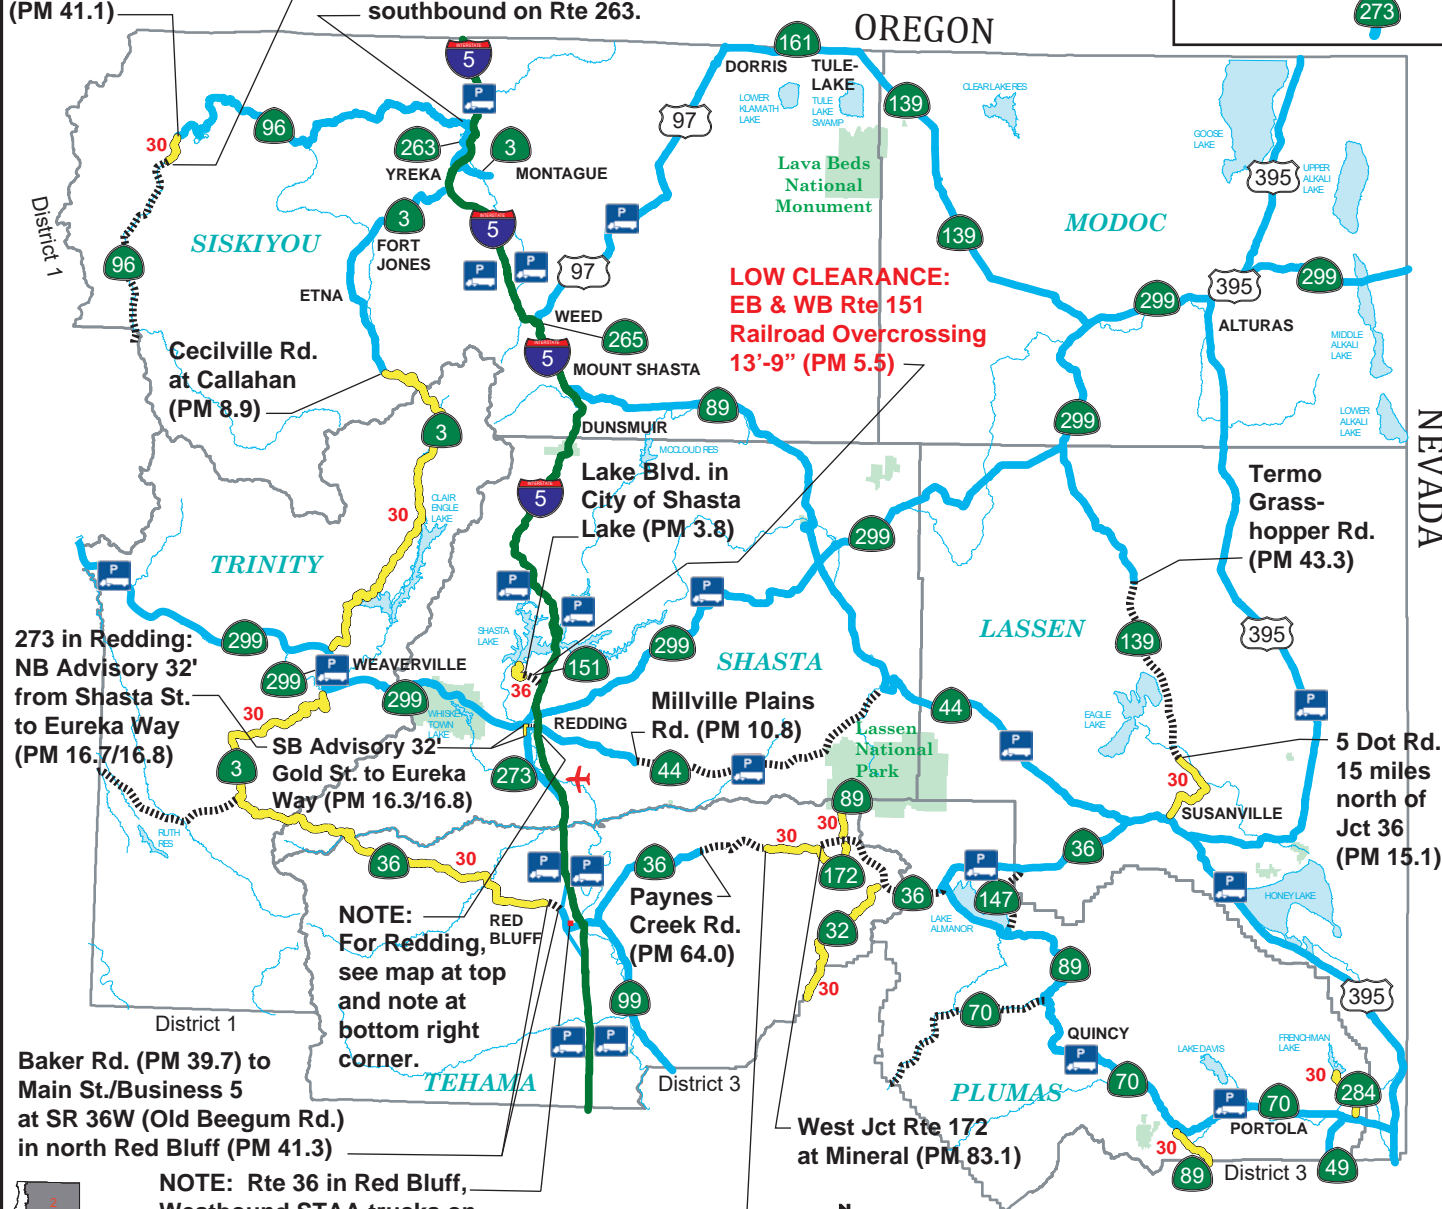 (PM 41.1)
southbound on Rte 263.
273
OREGON
INTERSTATE
5
161
DORRIS
TULE-
LAKE
LOWER
KLAMATH
LAKE
TULE
LAKE
SWAMP
CLEAR LAKE RES
GOOSE
LAKE
139
P
96
30
263
3
97
YREKA
MONTAGUE
Lava Beds
National
Monument
395
UPPER
ALKALI
LAKE
District 1
SISKIYOU
3
FORT
JONES
INTERSTATE
5
P
139
MODOC
96
P
P
97
ETNA
LOW CLEARANCE:
EB & WB Rte 151
Railroad Overcrossing
13'-9" (PM 5.5)
299
395
299
ALTURAS
WEED
265
MIDDLE
ALKALI
LAKE
Cecilville Rd.
at Callahan
(PM 8.9)
INTERSTATE
5
MOUNT SHASTA
89
DUNSMUIR
299
LOWER
ALKALI
LAKE
NEVADA
3
MCCLOUD RES
Lake Blvd. in
City of Shasta
Lake (PM 3.8)
INTERSTATE
5
CLAIR
ENGLE
LAKE
30
299
Termo
Grass-
hopper Rd.
(PM 43.3)
TRINITY
P
P
P
P
SHASTA
LAKE
273 in Redding:
NB Advisory 32'
from Shasta St.
to Eureka Way
(PM 16.7/16.8)
299
299
P
WEAVERVILLE
299
151
36
299
SHASTA
LASSEN
139
395
30
WHISKEY
TOWN
LAKE
REDDING
Millville Plains
Rd. (PM 10.8)
44
EAGLE
LAKE
P
SB Advisory 32'
Gold St. to Eureka
Way (PM 16.3/16.8)
3
273
44
P
Lassen
National
Park
P
5 Dot Rd.
15 miles
north of
Jct 36
(PM 15.1)
30
SUSANVILLE
RUTH
RES
89
30
30
36
30
P
P
36
172
36
36
P
147
P
HONEY LAKE
NOTE:
For Redding,
see map at top
and note at
bottom right
corner.
RED
BLUFF
Paynes
Creek Rd.
(PM 64.0)
32
30
LAKE
ALMANOR
89
99
395
70
District 1
P
P
QUINCY
P
LAKE DAVIS
FRENCHMAN
LAKE
Baker Rd. (PM 39.7) to
Main St./Business 5
at SR 36W (Old Beegum Rd.)
in north Red Bluff (PM 41.3)
TEHAMA
District 3
PLUMAS
70
30
284
P
70
PORTOLA
West Jct Rte 172
at Mineral (PM 83.1)
30
89
District 3
49
NOTE: Rte 36 in Red Bluff,
Westbound STAA trucks on
N